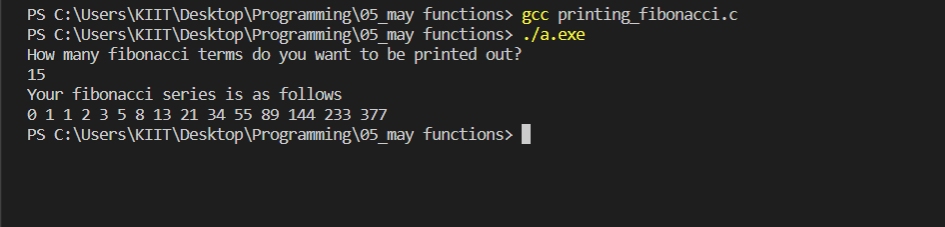 PS C:\Users\KIIT\Desktop\Programming\05_may functions> gcc printing_fibonacci.c
PS C:\Users\KIIT\Desktop\Programming\05_may functions> ./a.exe
How many fibonacci terms do you want to be printed out?
15
Your fibonacci series is as follows
0 1 1 2 3 5 8 13 21 34 55 89 144 233 377
PS C:\Users\KIIT\Desktop\Programming\05_may functions>